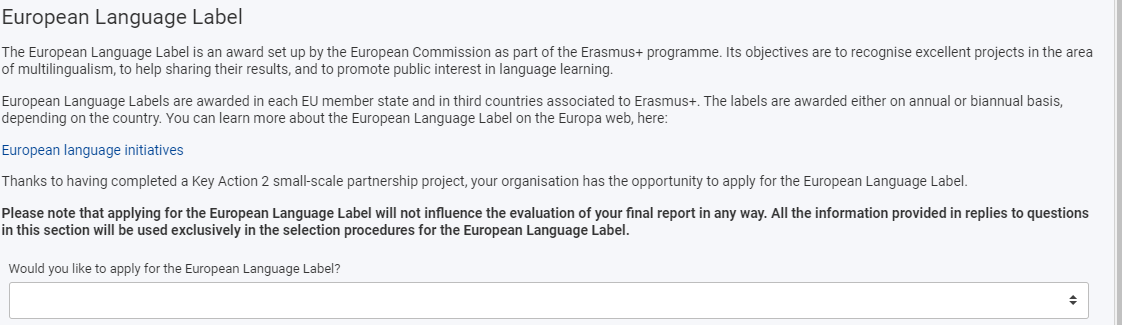 European Language Label
The European Language Label is an award set up by the European Commission as part of the Erasmus+ programme. Its objectives are to recognise excellent projects in the area
of multilingualism, to help sharing their results, and to promote public interest in language learning.
European Language Labels are awarded in each EU member state and in third countries associated to Erasmus+. The labels are awarded either on annual or biannual basis,
depending on the country. You can learn more about the European Language Label on the Europa web, here:
European language initiatives
Thanks to having completed a Key Action 2 small-scale partnership project, your organisation has the opportunity to apply for the European Language Label.
Please note that applying for the European Language Label will not influence the evaluation of your final report in any way. All the information provided in replies to questions
in this section will be used exclusively in the selection procedures for the European Language Label.
Would you like to apply for the European Language Label?